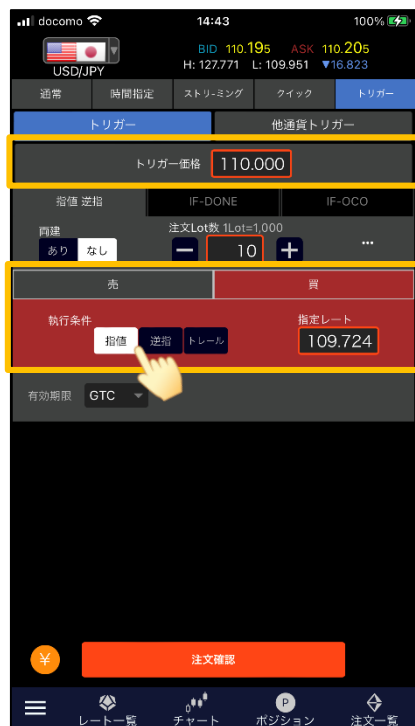 docomo 14:43 100%
USD/JPY
BID 110.195 ASK 110.205
H: 127.771 L: 109.951 ▼16.823
通常 時間指定 ストリーミング クイック トリガー
トリガー 他通貨トリガー
トリガー価格 110.000
指値 逆指 IF-DONE IF-OCO
両建 注文Lot数 1Lot=1,000
あり なし − 10 + ...
売 買
執行条件 指定レート
指値 逆指 トレール 109.724
有効期限 GTC
¥ 注文確認
レート一覧 チャート P ポジション 注文一覧